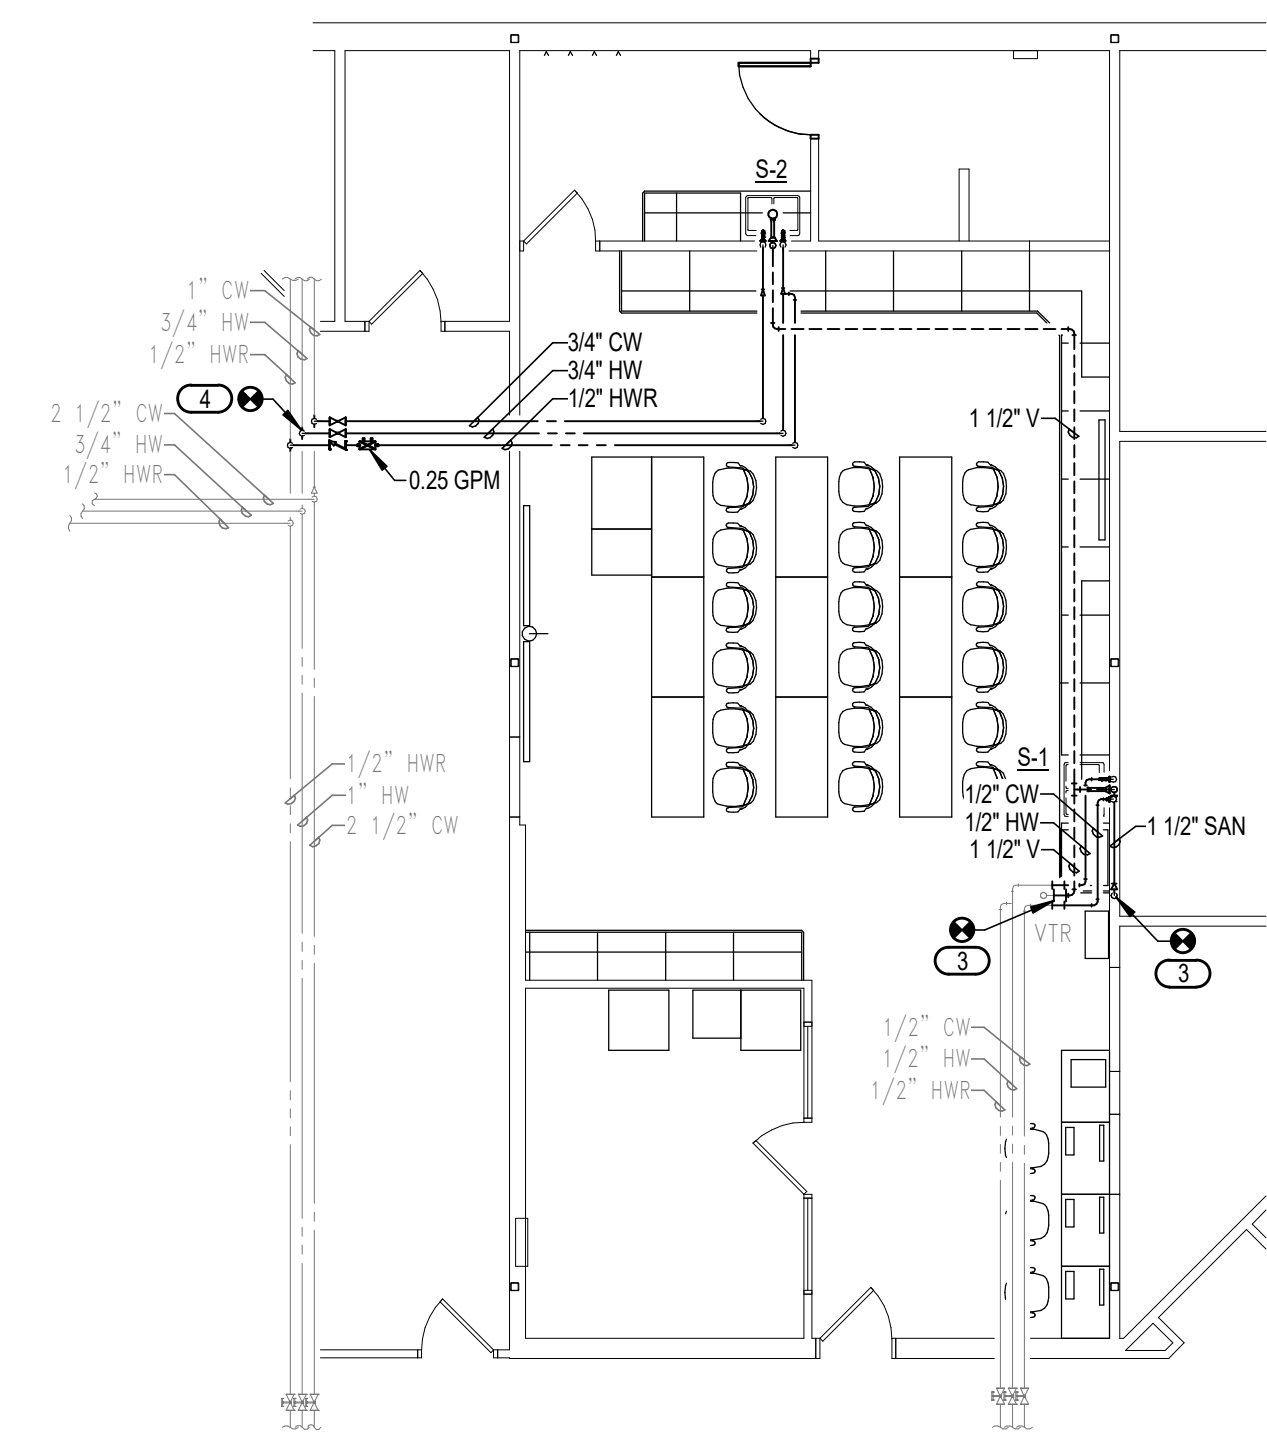 S-2
1” CW
3/4” HW
1/2” HWR
3/4" CW
3/4" HW
1/2" HWR
4
2 1/2” CW
3/4” HW
1/2” HWR
0.25 GPM
1 1/2" V
S-1
1/2” HWR
1” HW
2 1/2” CW
1/2" CW
1/2" HW
1 1/2" V
1 1/2" SAN
VTR
3
3
1/2” CW
1/2” HW
1/2” HWR